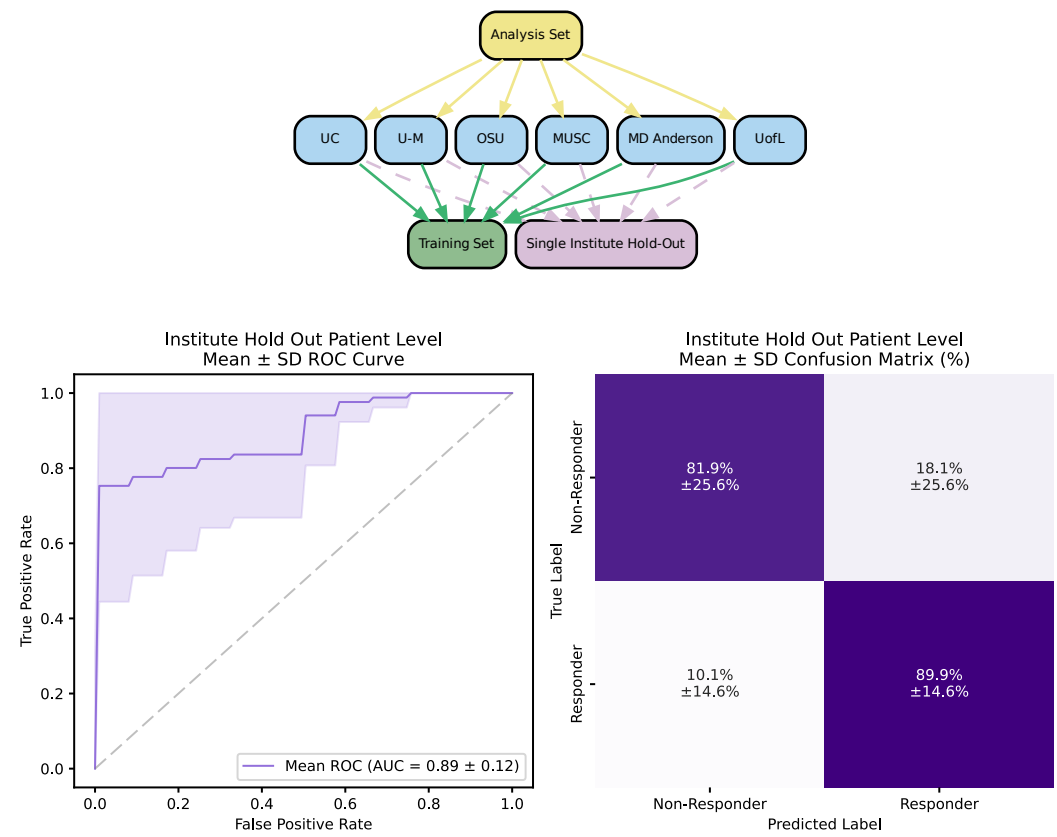 Analysis Set
UC
U-M
OSU
MUSC
MD Anderson
UofL
Training Set
Single Institute Hold-Out
Institute Hold Out Patient Level
Mean ± SD ROC Curve
1.0
0.8
0.6
0.4
0.2
0.0
True Positive Rate
Mean ROC (AUC = 0.89 ± 0.12)
0.0
0.2
0.4
0.6
0.8
1.0
False Positive Rate
Institute Hold Out Patient Level
Mean ± SD Confusion Matrix (%)
True Label
Non-Responder
81.9%
±25.6%
18.1%
±25.6%
Responder
10.1%
±14.6%
89.9%
±14.6%
Non-Responder
Responder
Predicted Label